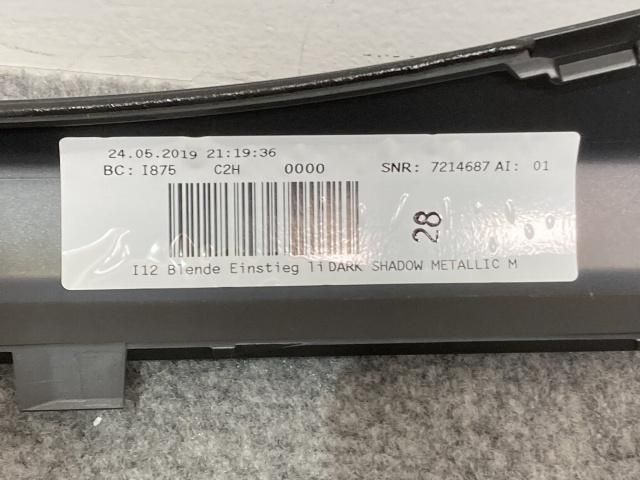 24.05.2019 21:19:36
BC: I875 C2H 0000 SNR: 7214687 AI: 01
28
I12 Blende Einstieg li DARK SHADOW METALLIC M